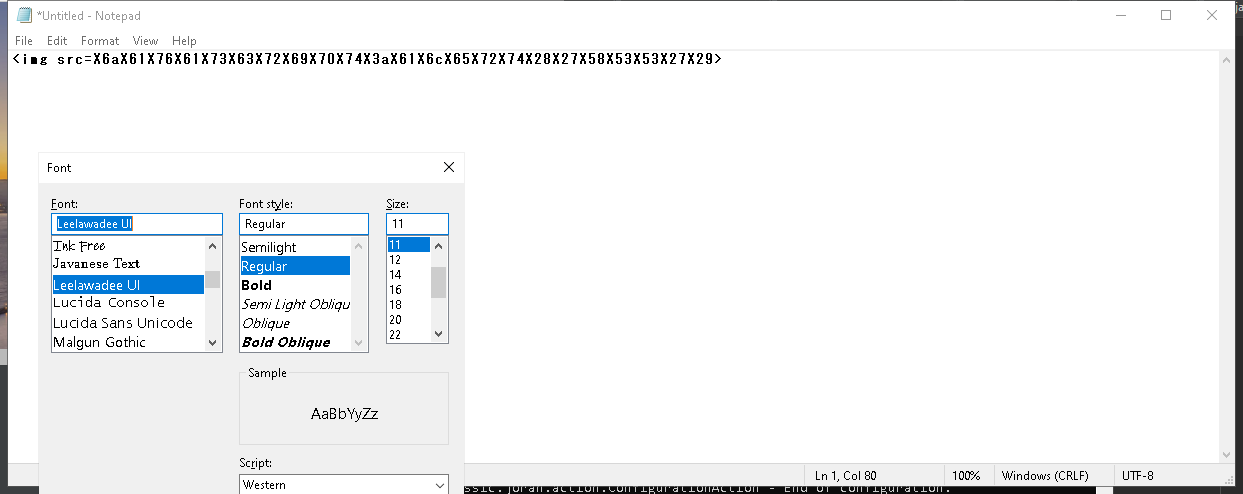 *Untitled - Notepad
File Edit Format View Help
<img src=X6aX61X76X61X73X63X72X69X70X74X3aX61X6cX65X72X74X28X27X58X53X53X27X29>
Font
Font: Font style: Size:
Leelawadee UI Regular 11
Ink Free Semilight 11
Javanese Text Regular 12
Leelawadee UI Bold 14
Lucida Console Semi Light Obliqu 16
Lucida Sans Unicode Oblique 18
Malgun Gothic Bold Oblique 20
22
Sample
AaBbYyZz
Script:
Western
Ln 1, Col 80 100% Windows (CRLF) UTF-8
ssic.joran.action.ConfigurationAction - End of configuration.